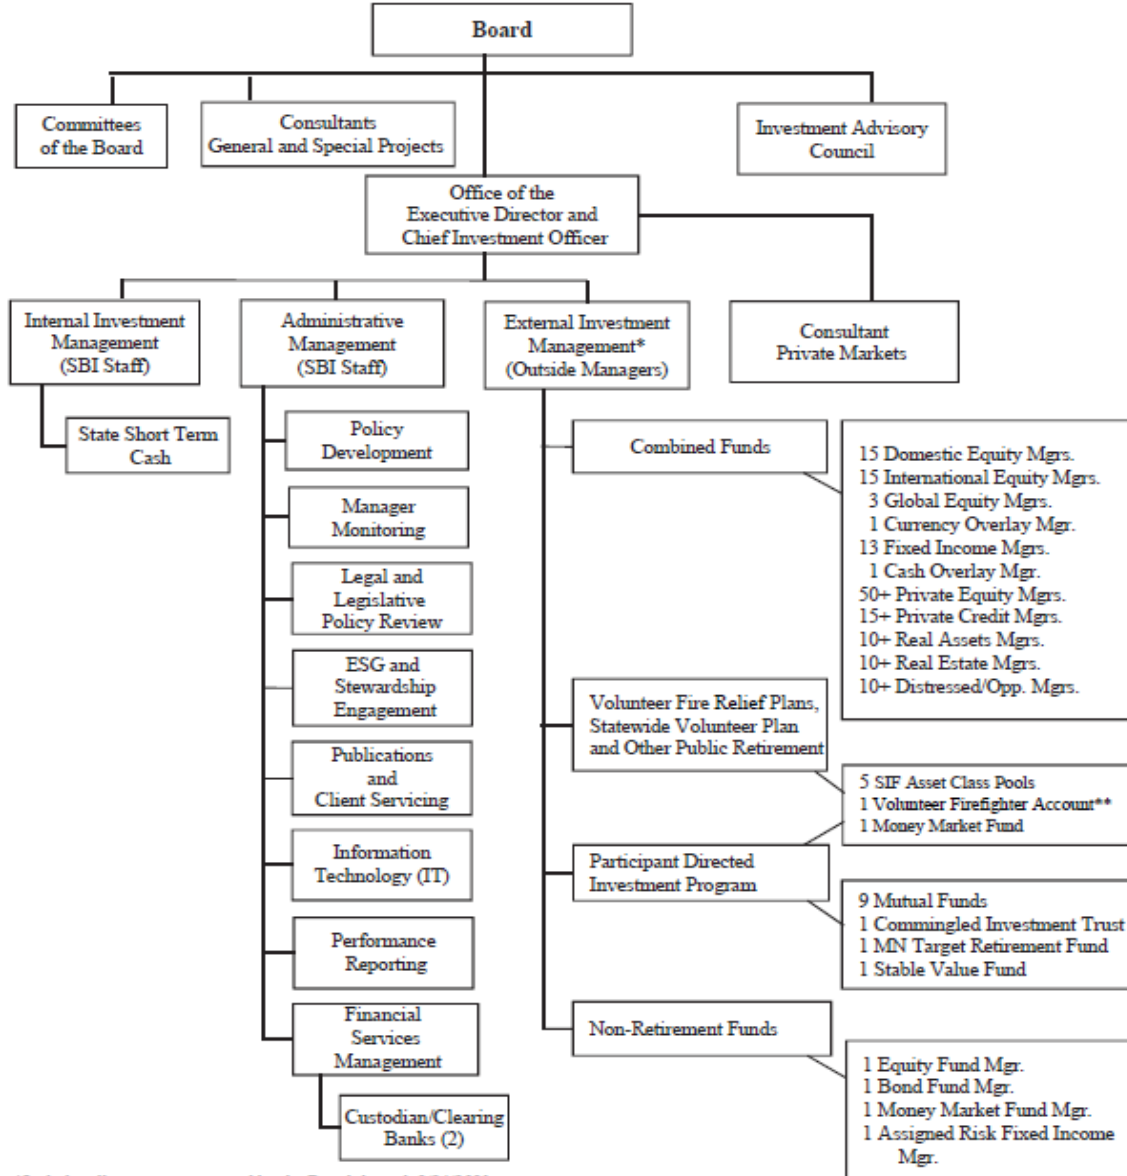 Board
Committees
of the Board
Consultants
General and Special Projects
Investment Advisory
Council
Office of the
Executive Director and
Chief Investment Officer
Internal Investment
Management
(SBI Staff)
Administrative
Management
(SBI Staff)
External Investment
Management*
(Outside Managers)
Consultant
Private Markets
State Short Term
Cash
Policy
Development
Manager
Monitoring
Legal and
Legislative
Policy Review
ESG and
Stewardship
Engagement
Publications
and
Client Servicing
Information
Technology (IT)
Performance
Reporting
Financial
Services
Management
Custodian/Clearing
Banks (2)
Combined Funds
15 Domestic Equity Mgrs.
15 International Equity Mgrs.
3 Global Equity Mgrs.
1 Currency Overlay Mgr.
13 Fixed Income Mgrs.
1 Cash Overlay Mgr.
50+ Private Equity Mgrs.
15+ Private Credit Mgrs.
10+ Real Assets Mgrs.
10+ Real Estate Mgrs.
10+ Distressed/Opp. Mgrs.
Volunteer Fire Relief Plans,
Statewide Volunteer Plan
and Other Public Retirement
5 SIF Asset Class Pools
1 Volunteer Firefighter Account**
1 Money Market Fund
Participant Directed
Investment Program
9 Mutual Funds
1 Commingled Investment Trust
1 MN Target Retirement Fund
1 Stable Value Fund
Non-Retirement Funds
1 Equity Fund Mgr.
1 Bond Fund Mgr.
1 Money Market Fund Mgr.
1 Assigned Risk Fixed Income
Mgr.